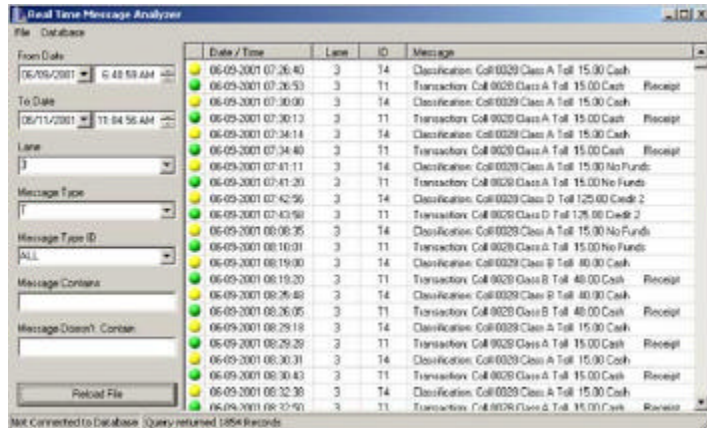 Real Time Message Analyzer
File Database
From Date
06/09/2001 6:40:59 AM
To Date
06/11/2001 11:04:56 AM
Lane
3
Message Type
T
Message Type ID
ALL
Message Contains
Message Doesn't Contain
Reload File
Date / Time Lane ID Message
06-09-2001 07:26:40 3 T4 Classification: Coll 0028 Class A Toll 15.00 Cash
06-09-2001 07:26:53 3 T1 Transaction: Coll 0028 Class A Toll 15.00 Cash Receipt
06-09-2001 07:30:00 3 T4 Classification: Coll 0028 Class A Toll 15.00 Cash
06-09-2001 07:30:13 3 T1 Transaction: Coll 0028 Class A Toll 15.00 Cash Receipt
06-09-2001 07:34:14 3 T4 Classification: Coll 0028 Class A Toll 15.00 Cash
06-09-2001 07:34:40 3 T1 Transaction: Coll 0028 Class A Toll 15.00 Cash Receipt
06-09-2001 07:41:11 3 T4 Classification: Coll 0028 Class A Toll 15.00 No Funds
06-09-2001 07:41:20 3 T1 Transaction: Coll 0028 Class A Toll 15.00 No Funds
06-09-2001 07:42:56 3 T4 Classification: Coll 0028 Class D Toll 125.00 Credit 2
06-09-2001 07:43:58 3 T1 Transaction: Coll 0028 Class D Toll 125.00 Credit 2
06-09-2001 08:08:35 3 T4 Classification: Coll 0028 Class A Toll 15.00 No Funds
06-09-2001 08:10:01 3 T1 Transaction: Coll 0028 Class A Toll 15.00 No Funds
06-09-2001 08:19:00 3 T4 Classification: Coll 0028 Class B Toll 40.00 Cash
06-09-2001 08:19:20 3 T1 Transaction: Coll 0028 Class B Toll 40.00 Cash Receipt
06-09-2001 08:25:48 3 T4 Classification: Coll 0028 Class B Toll 40.00 Cash
06-09-2001 08:26:05 3 T1 Transaction: Coll 0028 Class B Toll 40.00 Cash Receipt
06-09-2001 08:29:18 3 T4 Classification: Coll 0028 Class A Toll 15.00 Cash
06-09-2001 08:29:28 3 T1 Transaction: Coll 0028 Class A Toll 15.00 Cash Receipt
06-09-2001 08:30:31 3 T4 Classification: Coll 0028 Class A Toll 15.00 Cash
06-09-2001 08:30:43 3 T1 Transaction: Coll 0028 Class A Toll 15.00 Cash Receipt
06-09-2001 08:32:38 3 T4 Classification: Coll 0028 Class A Toll 15.00 Cash
06-09-2001 08:32:50 3 T1 Transaction: Coll 0028 Class A Toll 15.00 Cash Receipt
Not Connected to Database Query returned 1854 Records